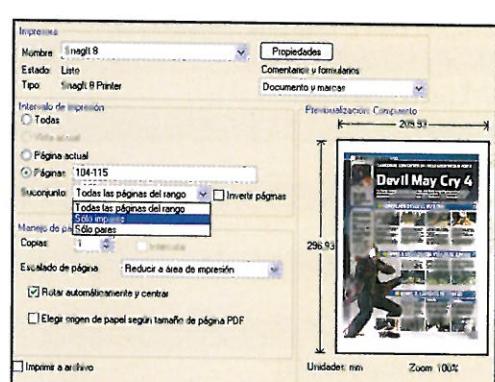 Impresora
Nombre: SnagIt 8
Propiedades
Estado: Listo
Comentarios y formularios:
Tipo: SnagIt 8 Printer
Documento y marcas
Intervalo de impresión
Previsualización: Compuesto
Todas
209,93
Vista actual
Página actual
Páginas 104-115
Subconjunto: Todas las páginas del rango
Invertir páginas
Todas las páginas del rango
Sólo impares
Sólo pares
Manejo de pá
Copias: 1
Intercalar
Escalado de página: Reducir a área de impresión
Rotar automáticamente y centrar
Elegir origen de papel según tamaño de página PDF
Imprimir a archivo
296,93
Devil May Cry 4
Unidades: mm
Zoom: 100%